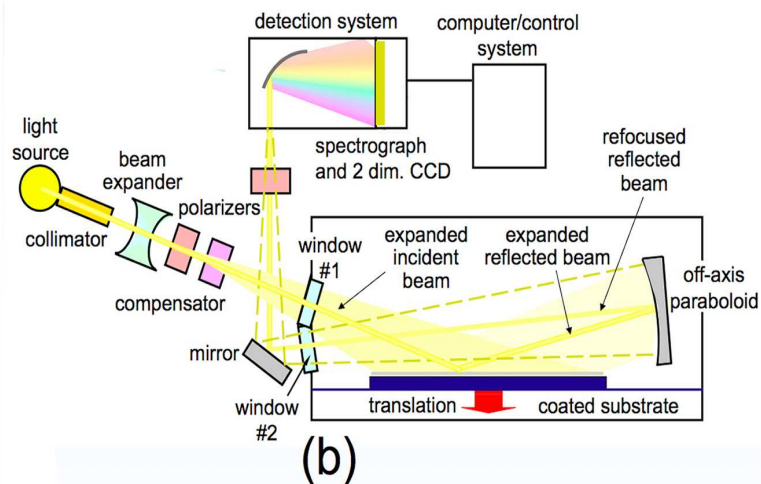 detection system
computer/control
system
light
source
beam
expander
polarizers
collimator
compensator
spectrograph
and 2 dim. CCD
refocused
reflected
beam
window
#1
expanded
incident
beam
expanded
reflected beam
off-axis
paraboloid
mirror
window
#2
translation
coated substrate
(b)